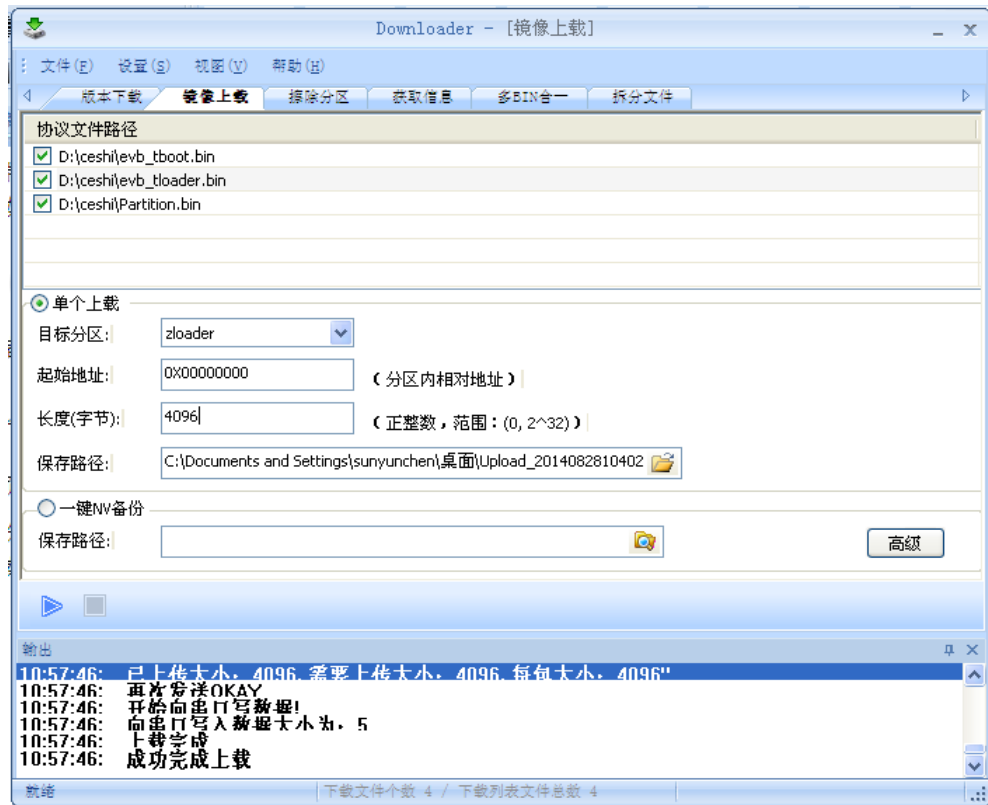 Downloader - [镜像上载]
文件(F) 设置(S) 视图(V) 帮助(H)
版本下载 镜像上载 擦除分区 获取信息 多BIN合一 拆分文件
协议文件路径
D:\ceshi\evb_tboot.bin
D:\ceshi\evb_tloader.bin
D:\ceshi\Partition.bin
单个上载
目标分区: zloader
起始地址: 0X00000000 (分区内相对地址)
长度(字节): 4096 (正整数，范围：(0, 2^32))
保存路径: C:\Documents and Settings\sunyunchen\桌面\Upload_2014082810402
一键NV备份
保存路径:
高级
输出
10:57:46: 已上传大小, 4096, 需要上传大小, 4096, 每包大小, 4096"
10:57:46: 再次发送OKAY
10:57:46: 开始向串口写数据!
10:57:46: 向串口写入数据大小为, 5
10:57:46: 上载完成
10:57:46: 成功完成上载
就绪 下载文件个数 4 / 下载列表文件总数 4